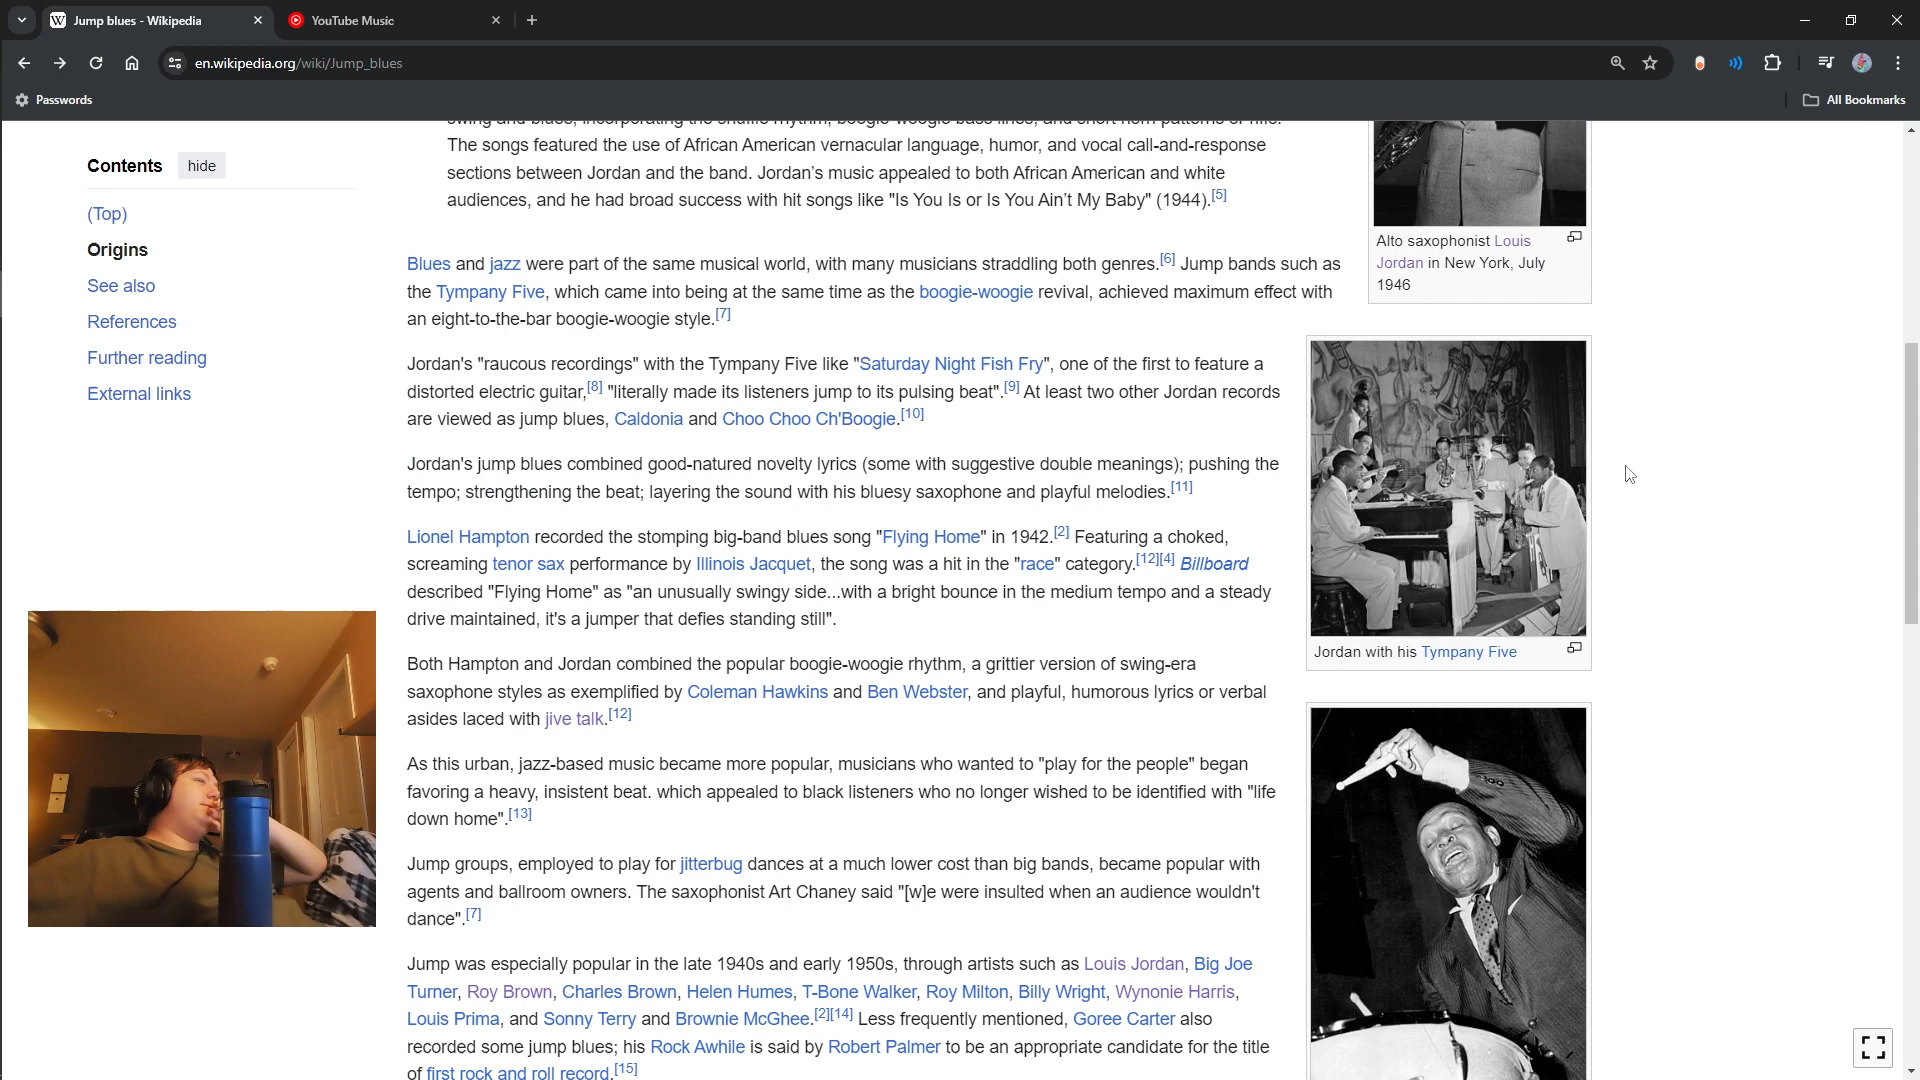 Jump blues - Wikipedia
YouTube Music
en.wikipedia.org/wiki/Jump_blues
Passwords
All Bookmarks
Contents hide
(Top)
Origins
See also
References
Further reading
External links
swing and blues, incorporating the shuffle rhythm, boogie-woogie bass lines, and short horn patterns or riffs.
The songs featured the use of African American vernacular language, humor, and vocal call-and-response
sections between Jordan and the band. Jordan's music appealed to both African American and white
audiences, and he had broad success with hit songs like "Is You Is or Is You Ain't My Baby" (1944).[5]
Alto saxophonist Louis
Jordan in New York, July
1946
Blues and jazz were part of the same musical world, with many musicians straddling both genres.[6] Jump bands such as
the Tympany Five, which came into being at the same time as the boogie-woogie revival, achieved maximum effect with
an eight-to-the-bar boogie-woogie style.[7]
Jordan's "raucous recordings" with the Tympany Five like "Saturday Night Fish Fry", one of the first to feature a
distorted electric guitar,[8] "literally made its listeners jump to its pulsing beat".[9] At least two other Jordan records
are viewed as jump blues, Caldonia and Choo Choo Ch'Boogie.[10]
Jordan's jump blues combined good-natured novelty lyrics (some with suggestive double meanings); pushing the
tempo; strengthening the beat; layering the sound with his bluesy saxophone and playful melodies.[11]
Lionel Hampton recorded the stomping big-band blues song "Flying Home" in 1942.[2] Featuring a choked,
screaming tenor sax performance by Illinois Jacquet, the song was a hit in the "race" category.[12][4] Billboard
described "Flying Home" as "an unusually swingy side...with a bright bounce in the medium tempo and a steady
drive maintained, it's a jumper that defies standing still".
Jordan with his Tympany Five
Both Hampton and Jordan combined the popular boogie-woogie rhythm, a grittier version of swing-era
saxophone styles as exemplified by Coleman Hawkins and Ben Webster, and playful, humorous lyrics or verbal
asides laced with jive talk.[12]
As this urban, jazz-based music became more popular, musicians who wanted to "play for the people" began
favoring a heavy, insistent beat. which appealed to black listeners who no longer wished to be identified with "life
down home".[13]
Jump groups, employed to play for jitterbug dances at a much lower cost than big bands, became popular with
agents and ballroom owners. The saxophonist Art Chaney said "[w]e were insulted when an audience wouldn't
dance".[7]
Jump was especially popular in the late 1940s and early 1950s, through artists such as Louis Jordan, Big Joe
Turner, Roy Brown, Charles Brown, Helen Humes, T-Bone Walker, Roy Milton, Billy Wright, Wynonie Harris,
Louis Prima, and Sonny Terry and Brownie McGhee.[2][14] Less frequently mentioned, Goree Carter also
recorded some jump blues; his Rock Awhile is said by Robert Palmer to be an appropriate candidate for the title
of first rock and roll record.[15]